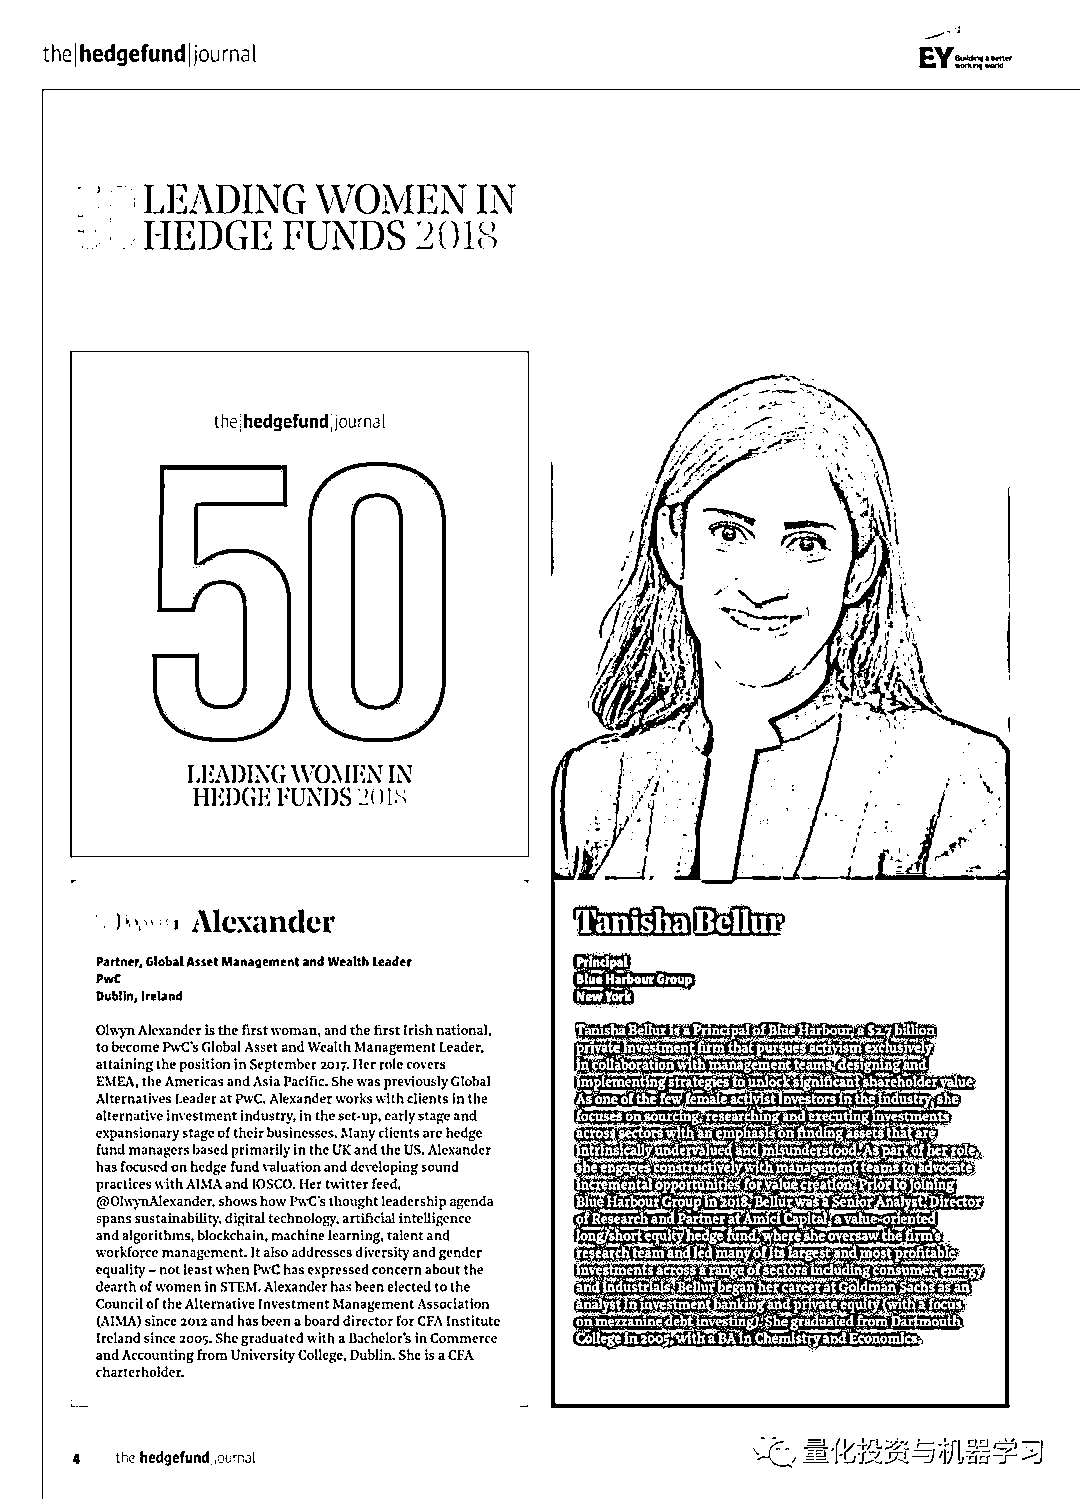 the|hedgefund|journal
EY Building a better
working world
LEADING WOMEN IN
HEDGE FUNDS 2018
the|hedgefund|journal
50
LEADING WOMEN IN
HEDGE FUNDS 2018
Alexander
Partner, Global Asset Management and Wealth Leader
PwC
Dublin, Ireland
Olwyn Alexander is the first woman, and the first Irish national,
to become PwC's Global Asset and Wealth Management Leader,
attaining the position in September 2017. Her role covers
EMEA, the Americas and Asia Pacific. She was previously Global
Alternatives Leader at PwC. Alexander works with clients in the
alternative investment industry, in the set-up, early stage and
expansionary stage of their businesses. Many clients are hedge
fund managers based primarily in the UK and the US. Alexander
has focused on hedge fund valuation and developing sound
practices with AIMA and IOSCO. Her twitter feed,
@OlwynAlexander, shows how PwC's thought leadership agenda
spans sustainability, digital technology, artificial intelligence
and algorithms, blockchain, machine learning, talent and
workforce management. It also addresses diversity and gender
equality – not least when PwC has expressed concern about the
dearth of women in STEM. Alexander has been elected to the
Council of the Alternative Investment Management Association
(AIMA) since 2012 and has been a board director for CFA Institute
Ireland since 2005. She graduated with a Bachelor's in Commerce
and Accounting from University College, Dublin. She is a CFA
charterholder.
Tanisha Bellur
Principal
Blue Harbour Group
New York
Tanisha Bellur is a Principal of Blue Harbour, a $2.7 billion
private investment firm that pursues activism exclusively
in collaboration with management teams, designing and
implementing strategies to unlock significant shareholder value.
As one of the few female activist investors in the industry, she
focuses on sourcing, researching and executing investments
across sectors with an emphasis on finding assets that are
intrinsically undervalued and misunderstood. As part of her role,
she engages constructively with management teams to advocate
incremental opportunities for value creation. Prior to joining
Blue Harbour Group in 2018, Bellur was a Senior Analyst, Director
of Research and Partner at Amici Capital, a value-oriented
long/short equity hedge fund, where she oversaw the firm's
research team and led many of its largest and most profitable
investments across a range of sectors including consumer, energy
and industrials. Bellur began her career at Goldman Sachs as an
analyst in investment banking and private equity (with a focus
on mezzanine debt investing). She graduated from Dartmouth
College in 2005, with a BA in Chemistry and Economics.
4 the|hedgefund|journal
量化投资与机器学习